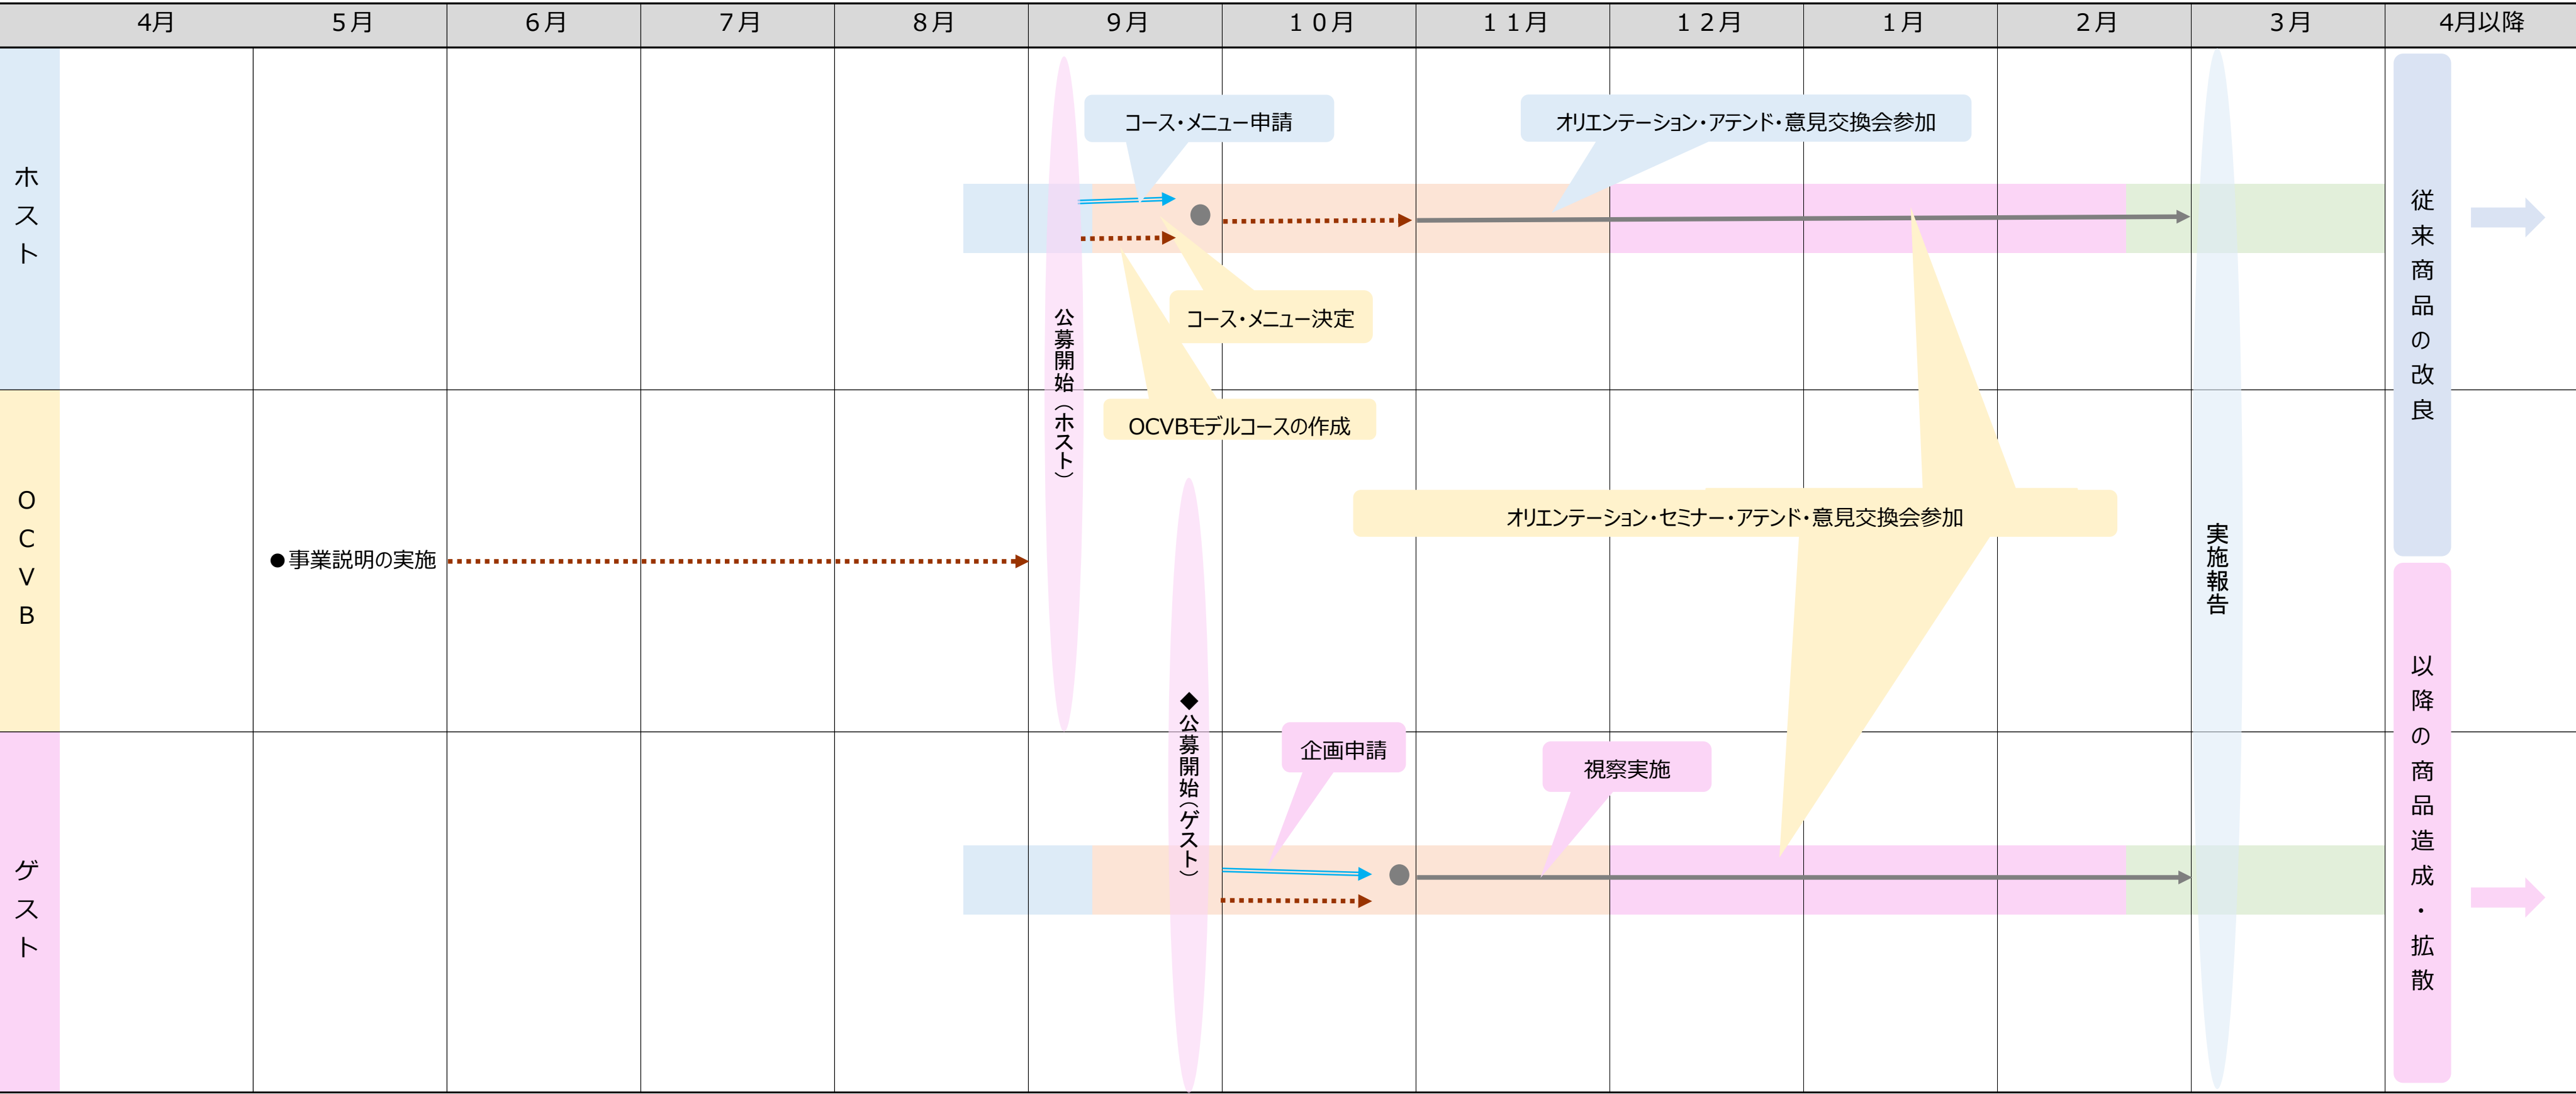 4月
５月
６月
７月
８月
９月
１０月
１１月
１２月
１月
２月
３月
4月以降
ホスト
コース・メニュー申請
オリエンテーション・アテンド・意見交換会参加
コース・メニュー決定
公募開始（ホスト）
OCVBモデルコースの作成
従来商品の改良
OCVB
●事業説明の実施
オリエンテーション・セミナー・アテンド・意見交換会参加
実施報告
◆公募開始（ゲスト）
以降の商品造成・拡散
ゲスト
企画申請
視察実施